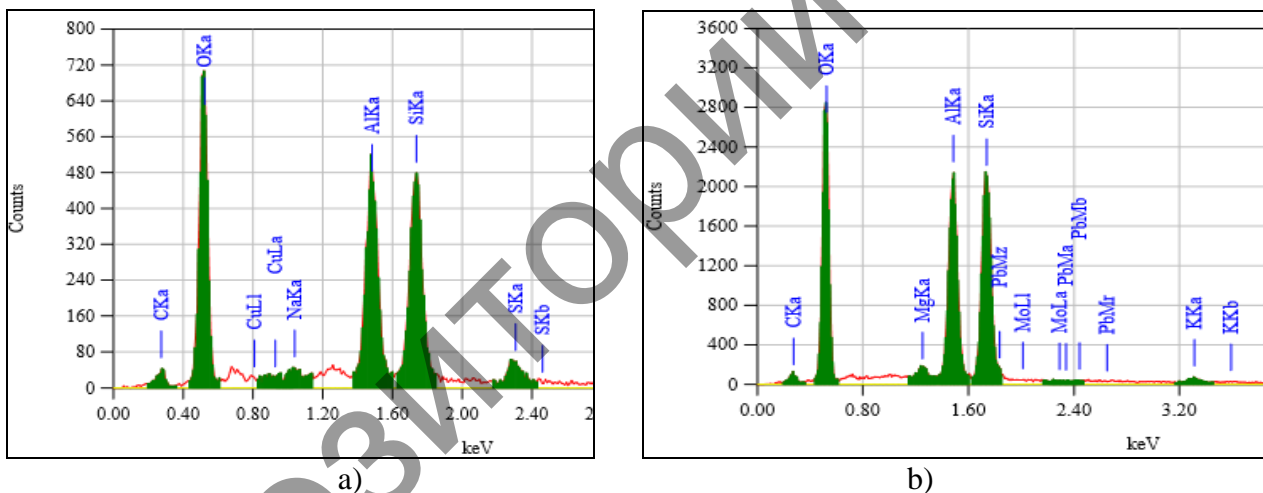 800
720
640
560
480
400
320
240
160
80
0
Counts
CKa
OKa
CuLl
CuLa
NaKa
AlKa
SiKa
SKa
SKb
0.00 0.40 0.80 1.20 1.60 2.00 2.40 2
keV
a)
3600
3200
2800
2400
2000
1600
1200
800
400
0
Counts
CKa
OKa
MgKa
AlKa
SiKa
PbMz
MoLl
MoLa
PbMa
PbMb
PbMr
KKa
KKb
0.00 0.80 1.60 2.40 3.20
keV
b)
озиторий